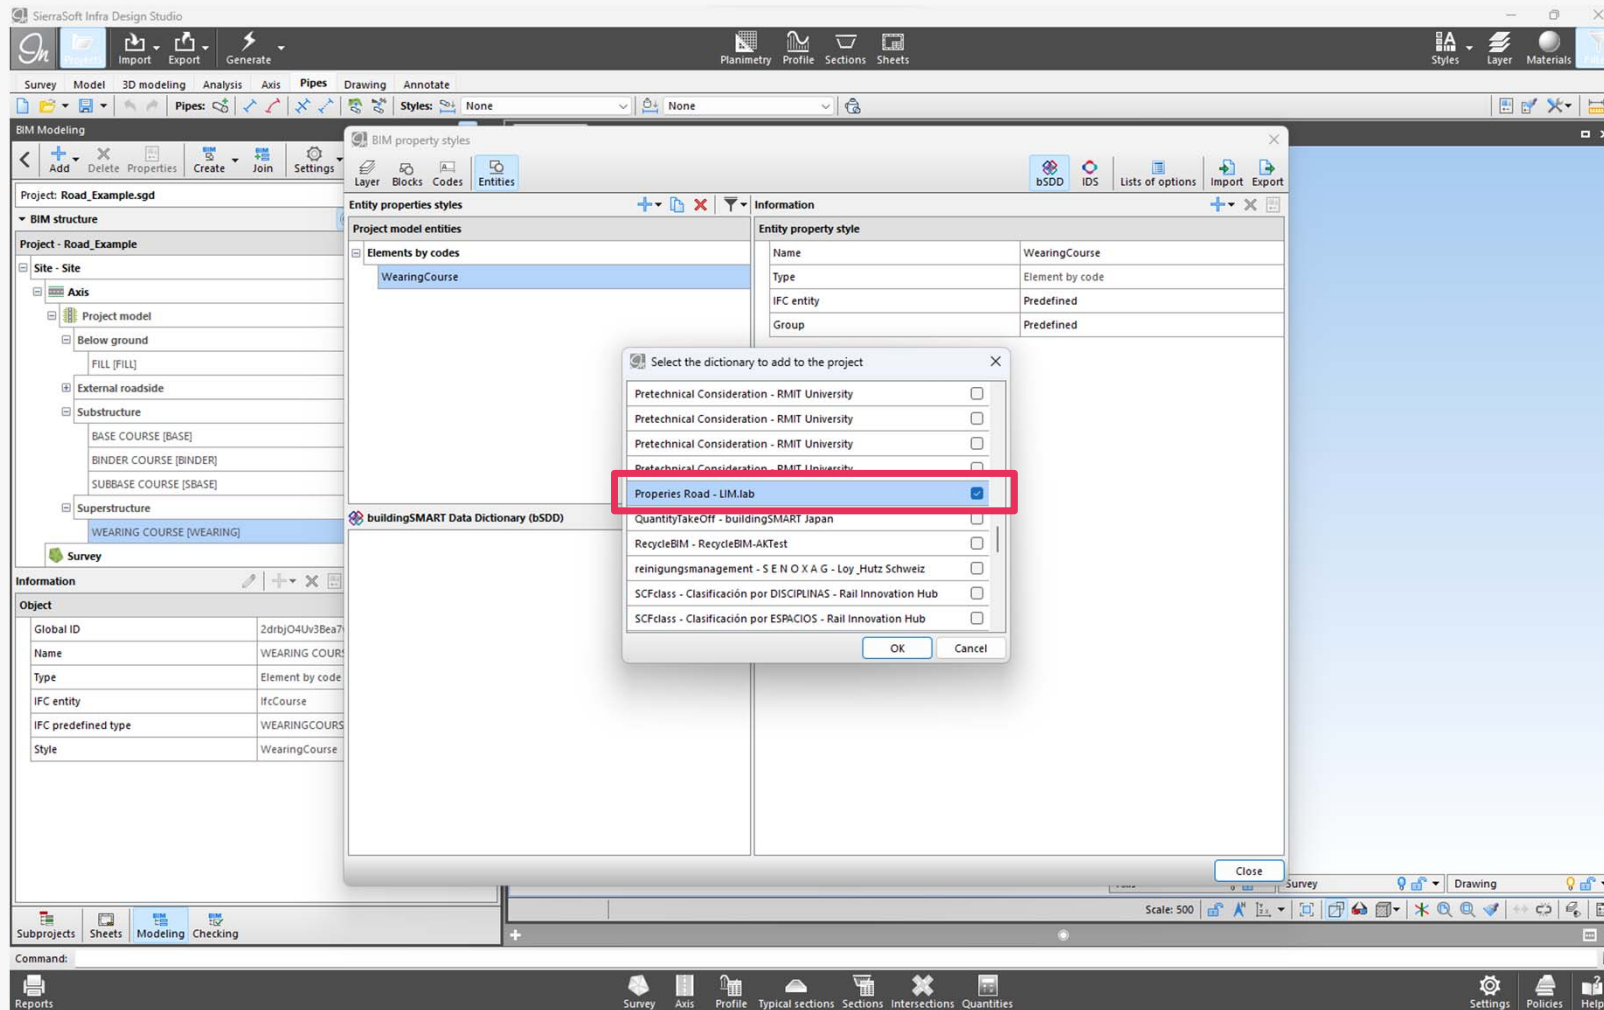 SierraSoft Infra Design Studio
Import Export Generate
Planimetry Profile Sections Sheets
Styles Layer Materials
Survey Model 3D modeling Analysis Axis Pipes Drawing Annotate
Pipes: Styles: None None
BIM Modeling
Add Delete Properties Create Join Settings
Project: Road_Example.sgd
BIM structure
Project - Road_Example
Site - Site
Axis
Project model
Below ground
FILL [FILL]
External roadside
Substructure
BASE COURSE [BASE]
BINDER COURSE [BINDER]
SUBBASE COURSE [SBASE]
Superstructure
WEARING COURSE [WEARING]
Survey
Information
Object
Global ID 2drbjO4Uv3Bea7
Name WEARING COURS
Type Element by code
IFC entity IfcCourse
IFC predefined type WEARINGCOURS
Style WearingCourse
Subprojects Sheets Modeling Checking
BIM property styles
Layer Blocks Codes Entities
bSDD IDS Lists of options Import Export
Entity properties styles
Project model entities
Elements by codes
WearingCourse
buildingSMART Data Dictionary (bSDD)
Information
Entity property style
Name WearingCourse
Type Element by code
IFC entity Predefined
Group Predefined
Select the dictionary to add to the project
Pretechnical Consideration - RMIT University
Pretechnical Consideration - RMIT University
Pretechnical Consideration - RMIT University
Pretechnical Consideration - RMIT University
Properies Road - LIM.lab
QuantityTakeOff - buildingSMART Japan
RecycleBIM - RecycleBIM-AKTest
reinigungsmanagement - S E N O X A G - Loy_Hutz Schweiz
SCFclass - Clasificación por DISCIPLINAS - Rail Innovation Hub
SCFclass - Clasificación por ESPACIOS - Rail Innovation Hub
OK Cancel
Close
Survey Drawing
Scale: 500
Command:
Reports
Survey Axis Profile Typical sections Sections Intersections Quantities
Settings Policies Help